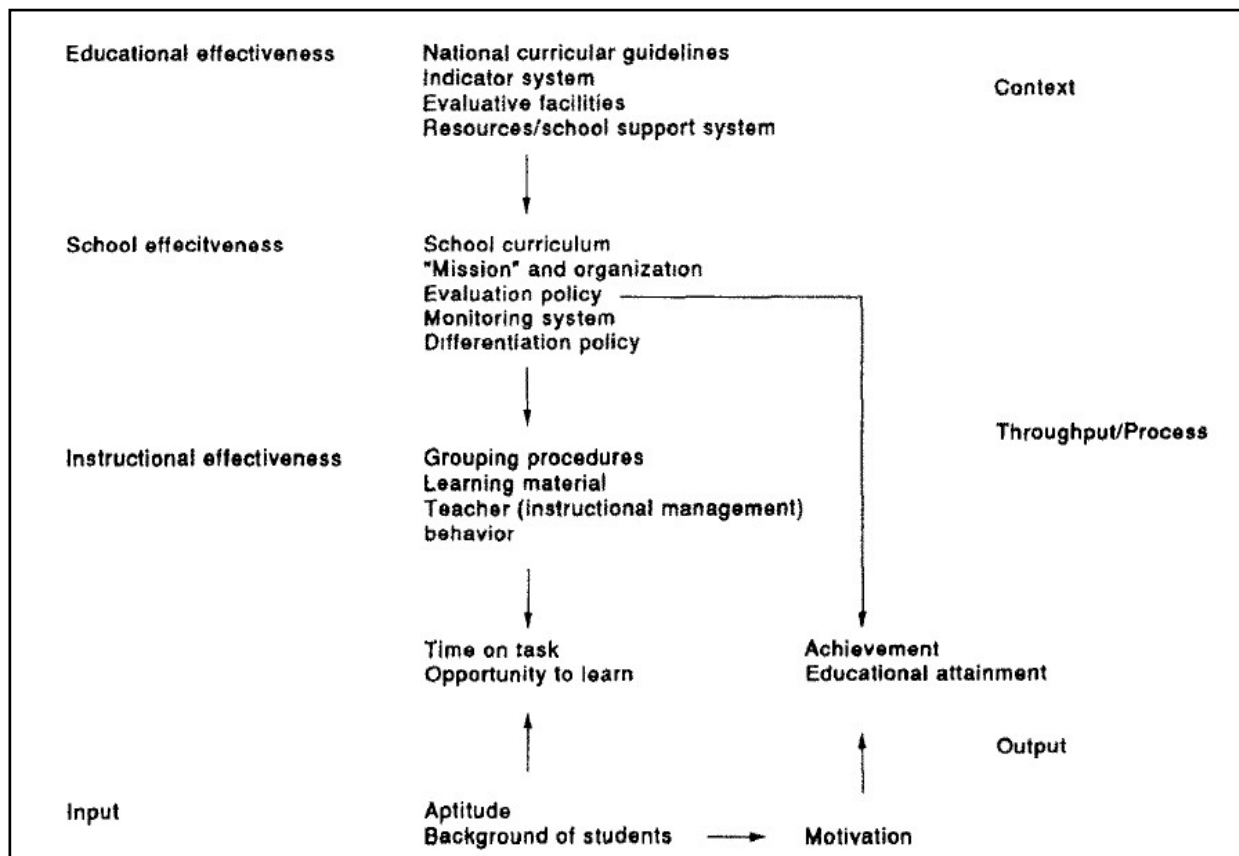 Educational effectiveness
National curricular guidelines
Indicator system
Evaluative facilities
Resources/school support system
Context
School effecitveness
School curriculum
"Mission" and organization
Evaluation policy
Monitoring system
Differentiation policy
Throughput/Process
Instructional effectiveness
Grouping procedures
Learning material
Teacher (instructional management)
behavior
Time on task
Opportunity to learn
Achievement
Educational attainment
Output
Input
Aptitude
Background of students
Motivation